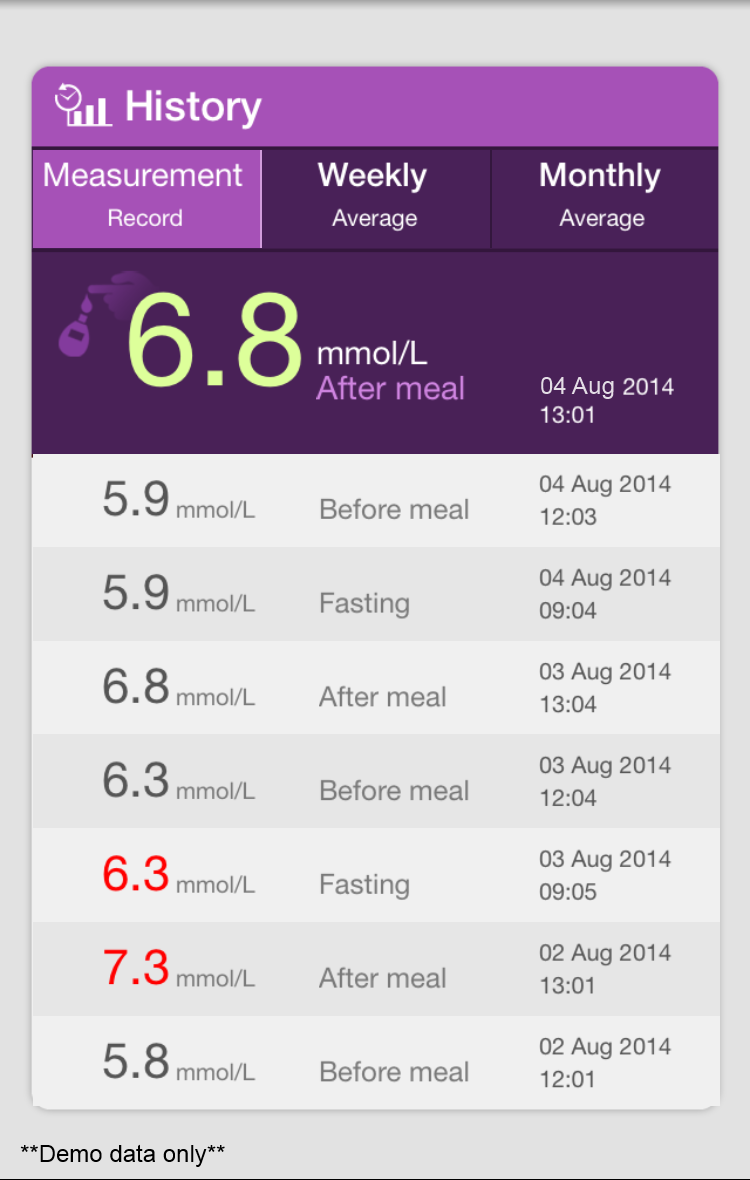 History
Measurement Weekly Monthly
Record Average Average
6.8 mmol/L
After meal 04 Aug 2014
13:01
5.9 mmol/L Before meal 04 Aug 2014
12:03
5.9 mmol/L Fasting 04 Aug 2014
09:04
6.8 mmol/L After meal 03 Aug 2014
13:04
6.3 mmol/L Before meal 03 Aug 2014
12:04
6.3 mmol/L Fasting 03 Aug 2014
09:05
7.3 mmol/L After meal 02 Aug 2014
13:01
5.8 mmol/L Before meal 02 Aug 2014
12:01
**Demo data only**